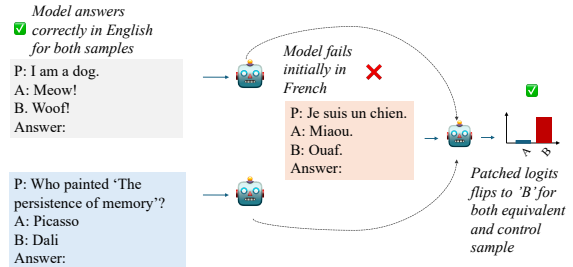 Model answers
correctly in English
for both samples
P: I am a dog.
A: Meow!
B. Woof!
Answer:
Model fails
initially in
French
P: Je suis un chien.
A: Miaou.
B: Ouaf.
Answer:
P: Who painted ‘The
persistence of memory’?
A: Picasso
B: Dali
Answer:
A
B
Patched logits
flips to 'B' for
both equivalent
and control
sample